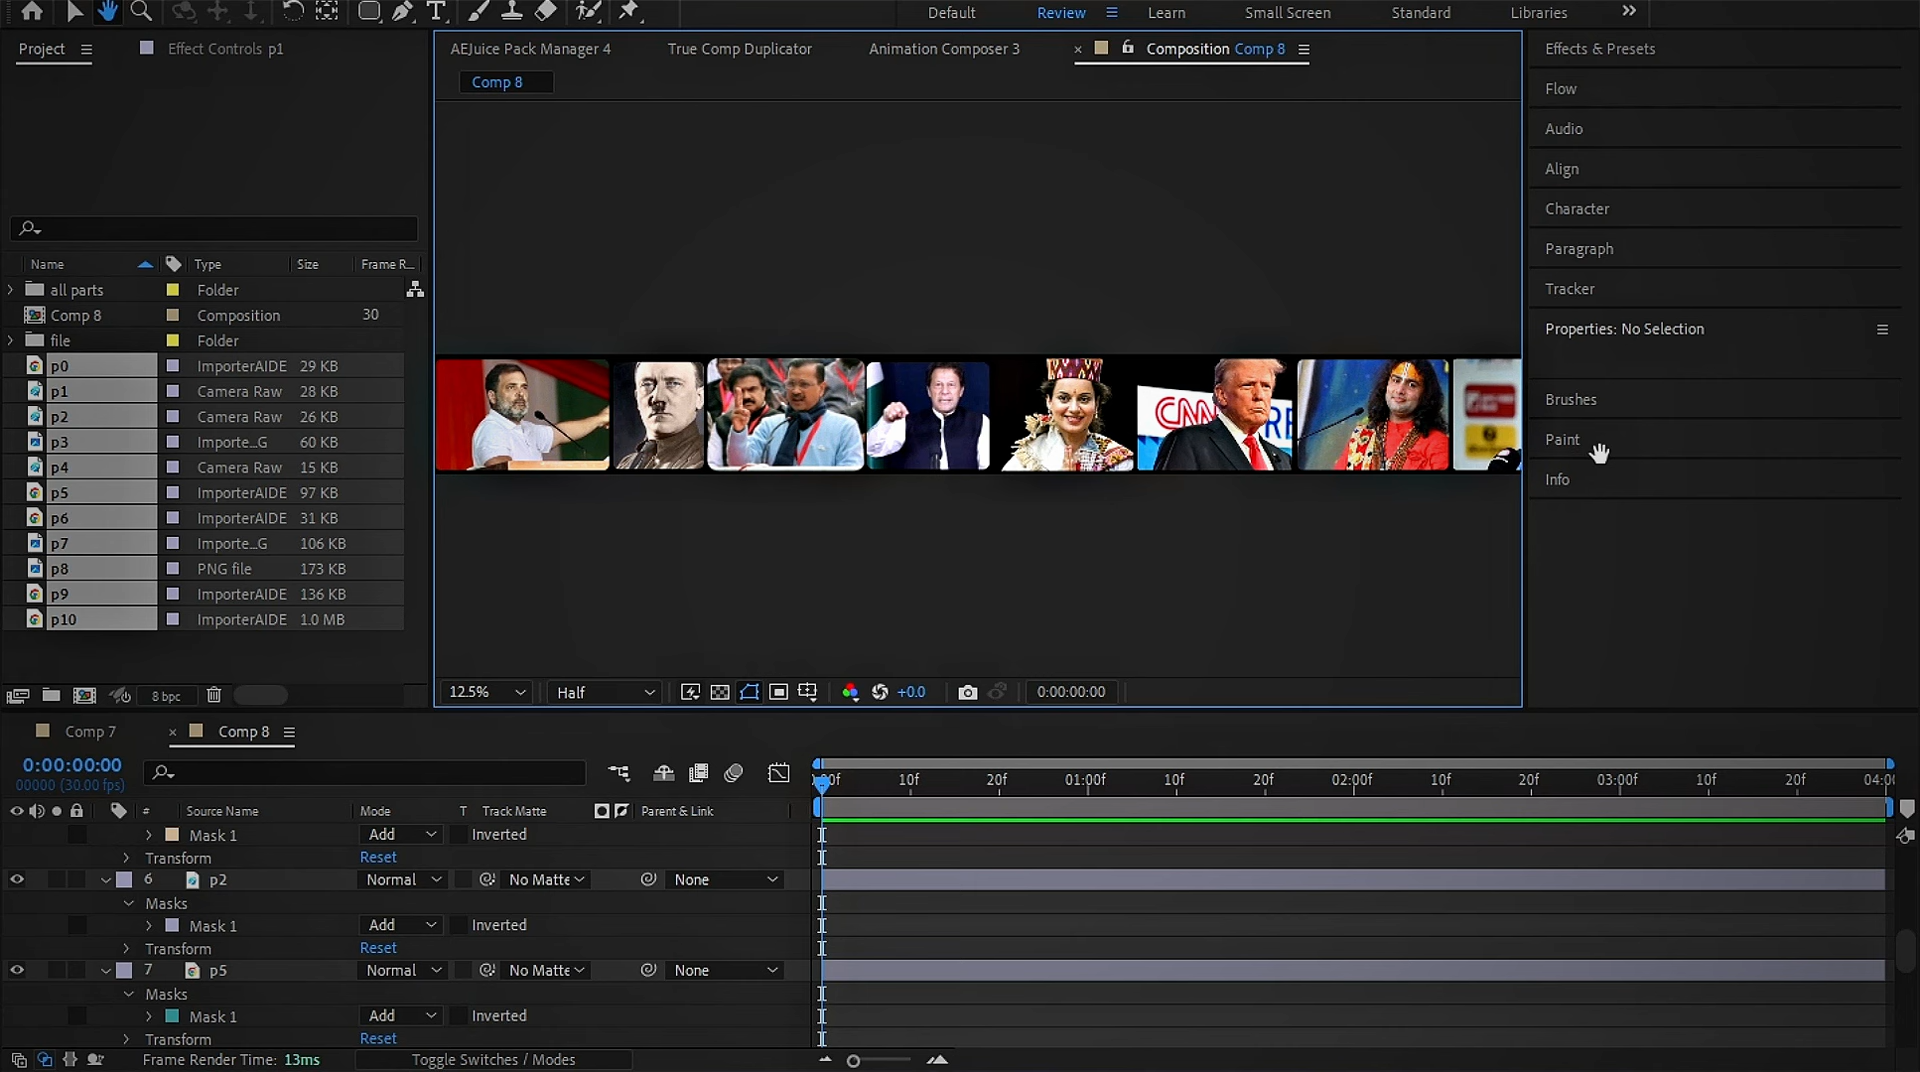 Default Review Learn Small Screen Standard Libraries
Project Effect Controls p1
AEJuice Pack Manager 4 True Comp Duplicator Animation Composer 3 × Composition Comp 8
Comp 8
Name Type Size Frame R...
all parts Folder
Comp 8 Composition 30
file Folder
p0 ImporterAIDE 29 KB
p1 Camera Raw 28 KB
p2 Camera Raw 26 KB
p3 Importe...G 60 KB
p4 Camera Raw 15 KB
p5 ImporterAIDE 97 KB
p6 ImporterAIDE 31 KB
p7 Importe...G 106 KB
p8 PNG file 173 KB
p9 ImporterAIDE 136 KB
p10 ImporterAIDE 1.0 MB
8 bpc
CNN RE
12.5% Half +0.0 0:00:00:00
Effects & Presets
Flow
Audio
Align
Character
Paragraph
Tracker
Properties: No Selection
Brushes
Paint
Info
Comp 7 × Comp 8
0:00:00:00
00000 (30.00 fps)
:00f 10f 20f 01:00f 10f 20f 02:00f 10f 20f 03:00f 10f 20f 04:00
# Source Name Mode T Track Matte Parent & Link
Mask 1 Add Inverted
Transform Reset
6 p2 Normal No Matte None
Masks
Mask 1 Add Inverted
Transform Reset
7 p5 Normal No Matte None
Masks
Mask 1 Add Inverted
Transform Reset
Frame Render Time: 13ms Toggle Switches / Modes